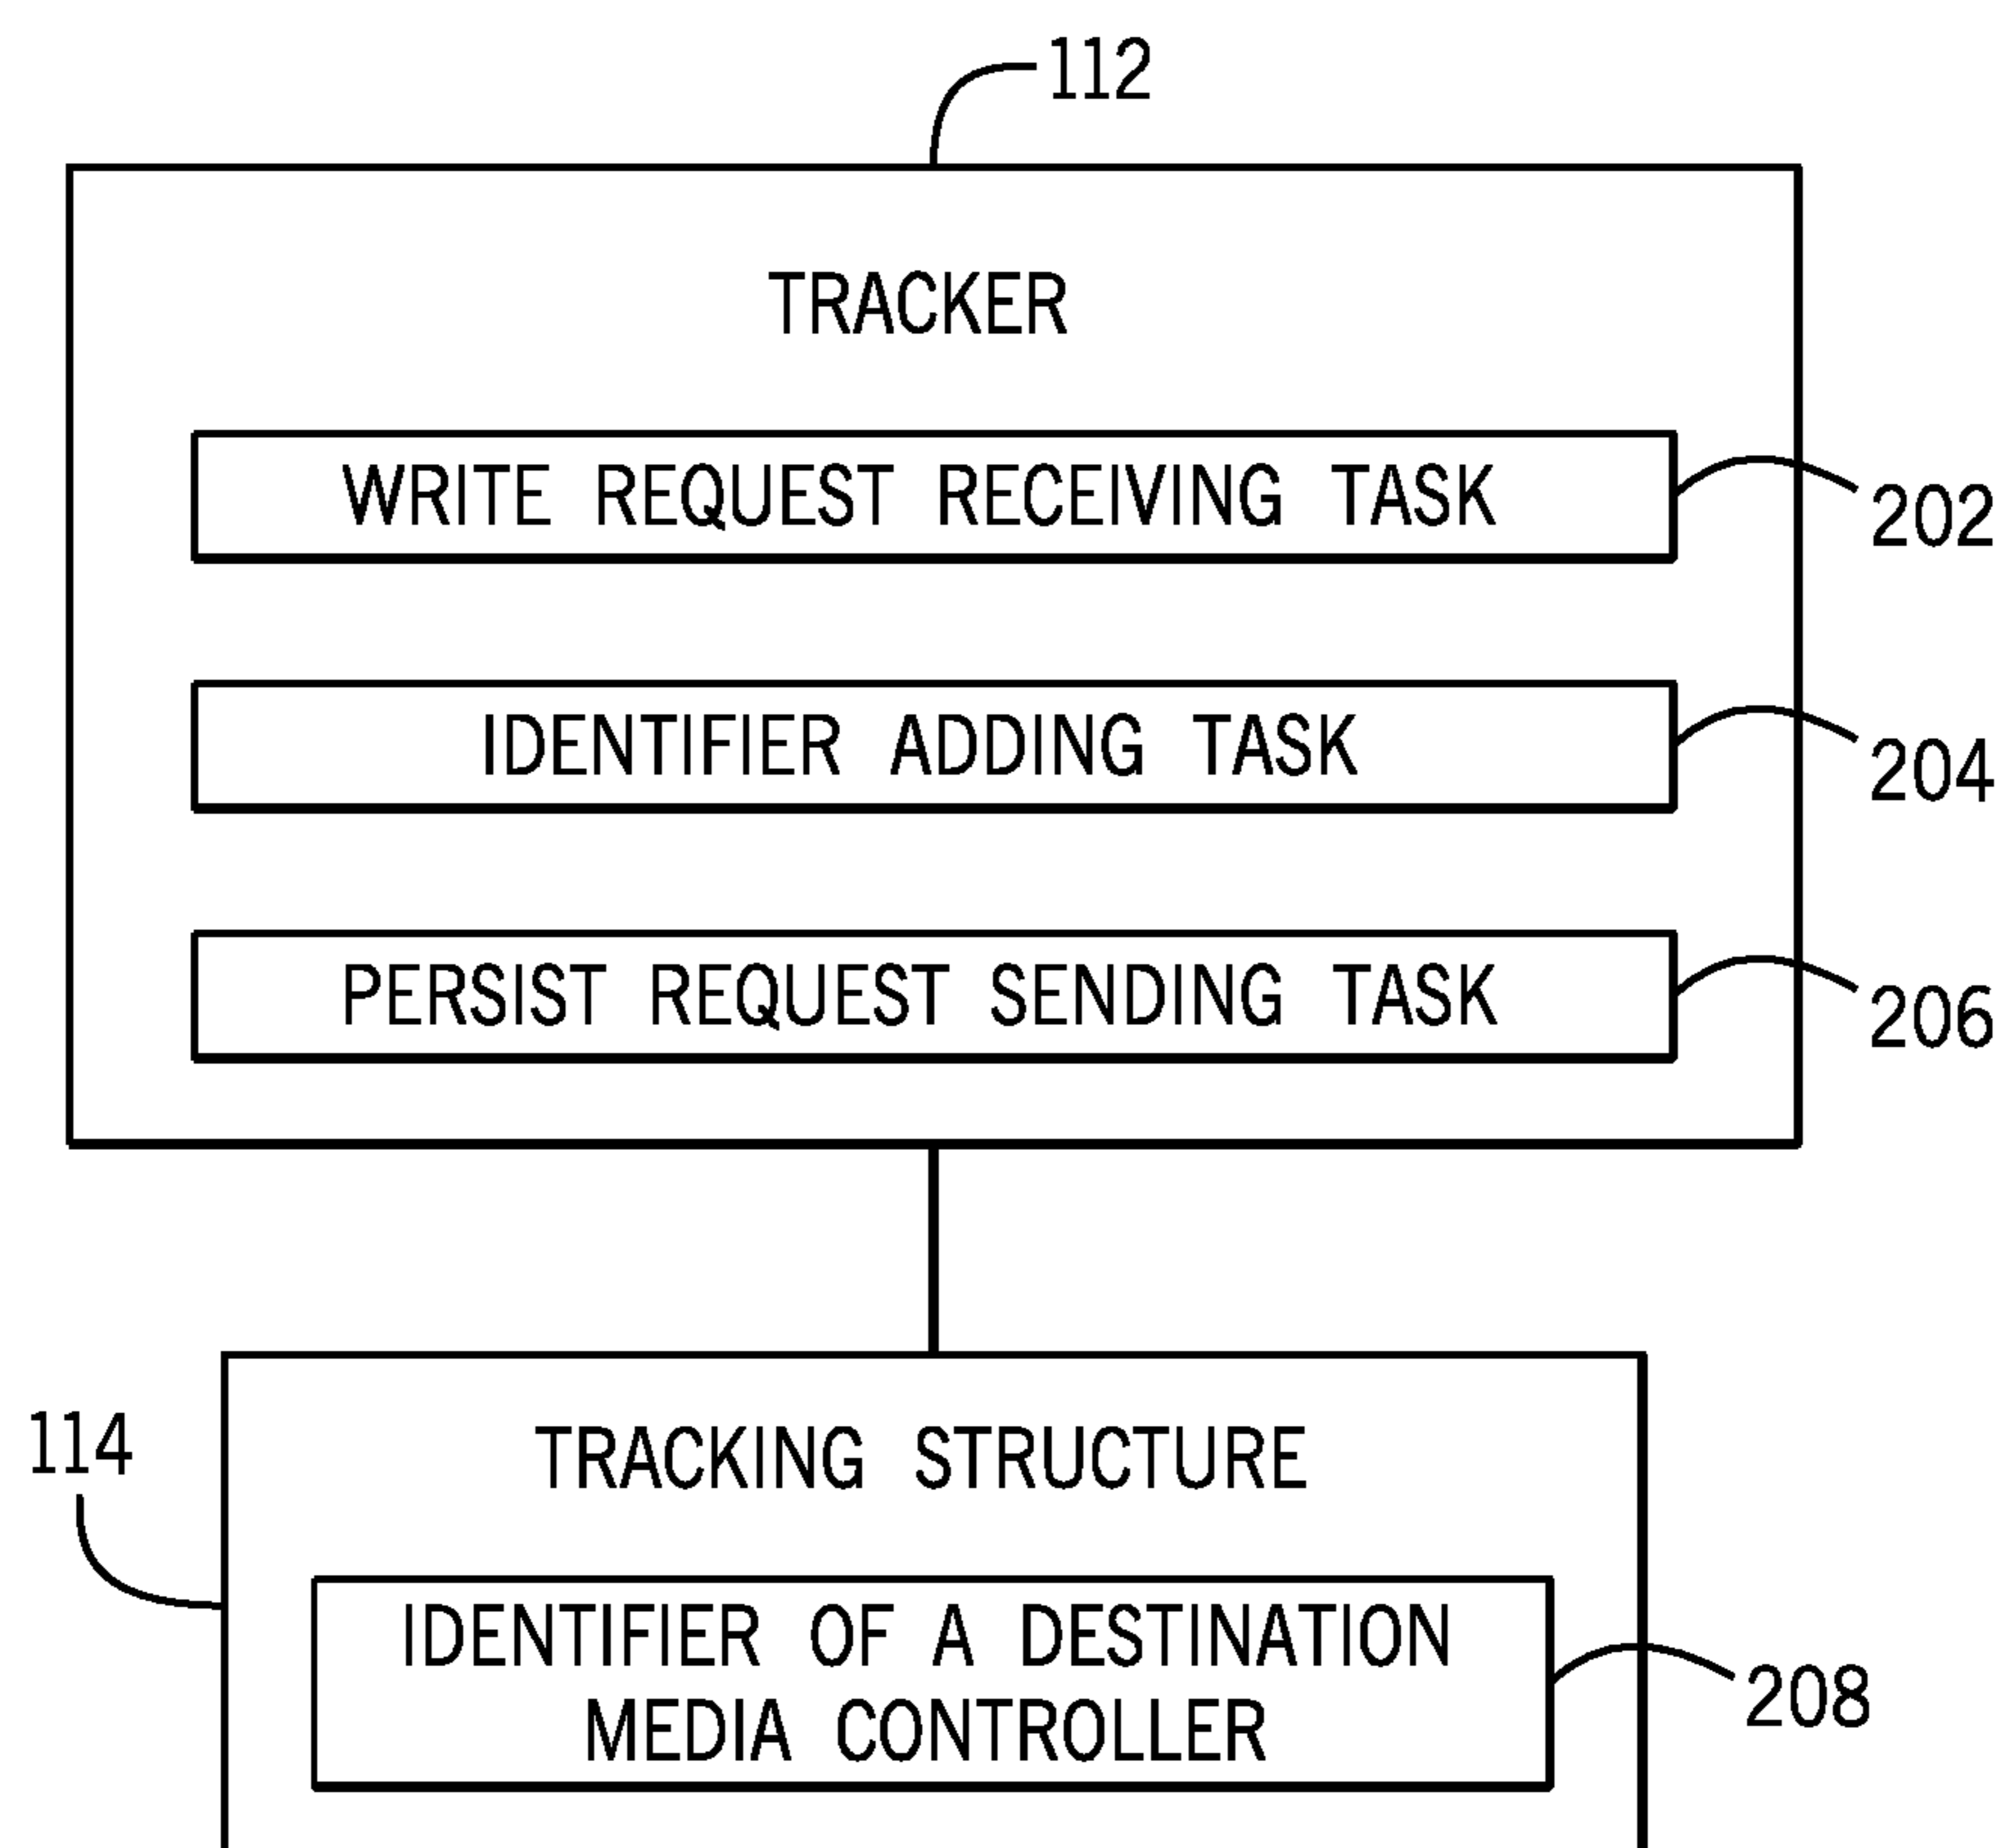 112
TRACKER
WRITE REQUEST RECEIVING TASK
202
IDENTIFIER ADDING TASK
204
PERSIST REQUEST SENDING TASK
206
114
TRACKING STRUCTURE
IDENTIFIER OF A DESTINATION
MEDIA CONTROLLER
208